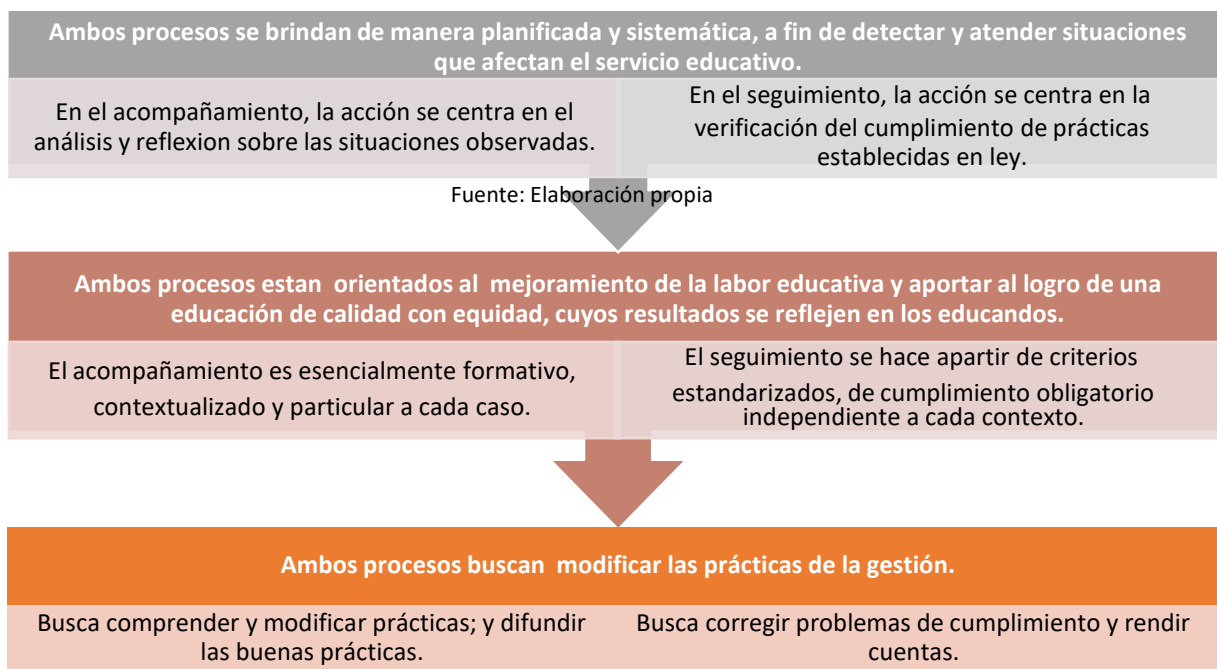 Ambos procesos se brindan de manera planificada y sistemática, a fin de detectar y atender situaciones
que afectan el servicio educativo.
En el acompañamiento, la acción se centra en el
análisis y reflexion sobre las situaciones observadas.
En el seguimiento, la acción se centra en la
verificación del cumplimiento de prácticas
establecidas en ley.
Fuente: Elaboración propia
Ambos procesos estan orientados al mejoramiento de la labor educativa y aportar al logro de una
educación de calidad con equidad, cuyos resultados se reflejen en los educandos.
El acompañamiento es esencialmente formativo,
contextualizado y particular a cada caso.
El seguimiento se hace apartir de criterios
estandarizados, de cumplimiento obligatorio
independiente a cada contexto.
Ambos procesos buscan modificar las prácticas de la gestión.
Busca comprender y modificar prácticas; y difundir
las buenas prácticas.
Busca corregir problemas de cumplimiento y rendir
cuentas.